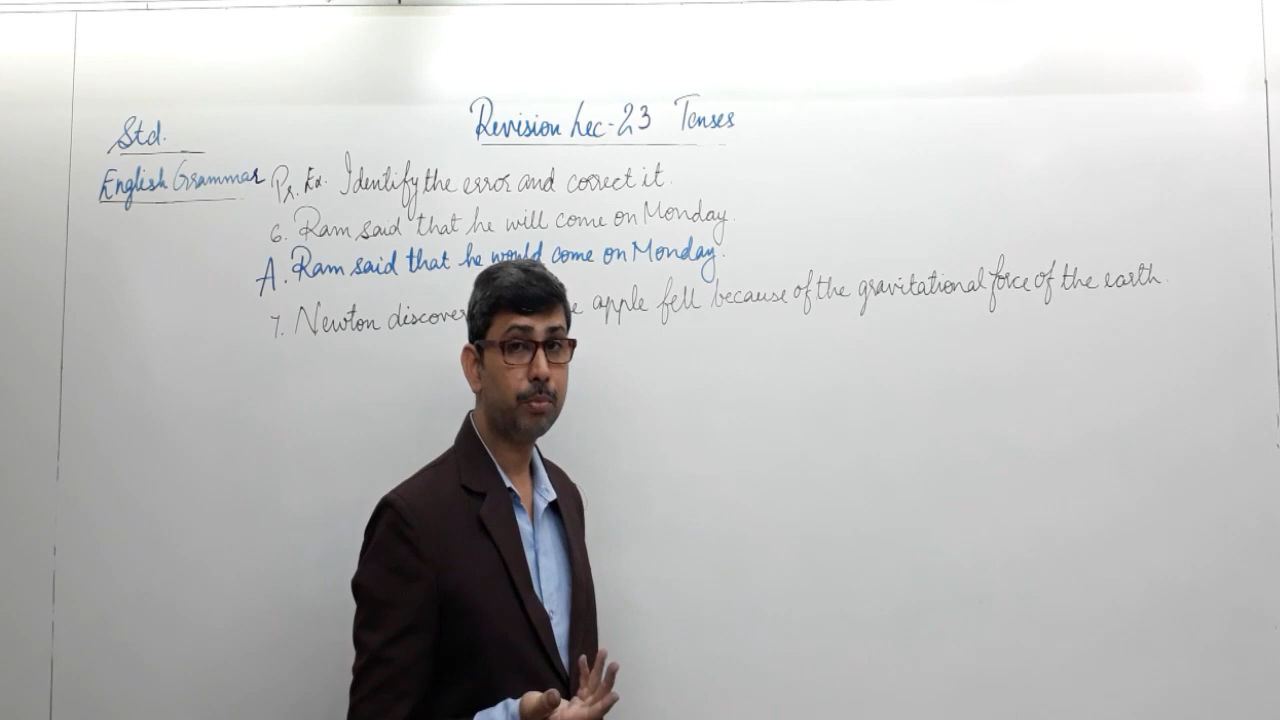 Revision Lec-23 Tenses
Std.
English Grammar
Pr. Ex. Identify the error and correct it.
6. Ram said that he will come on Monday.
A. Ram said that he would come on Monday.
7. Newton apple fell because of the gravitational force of the earth.